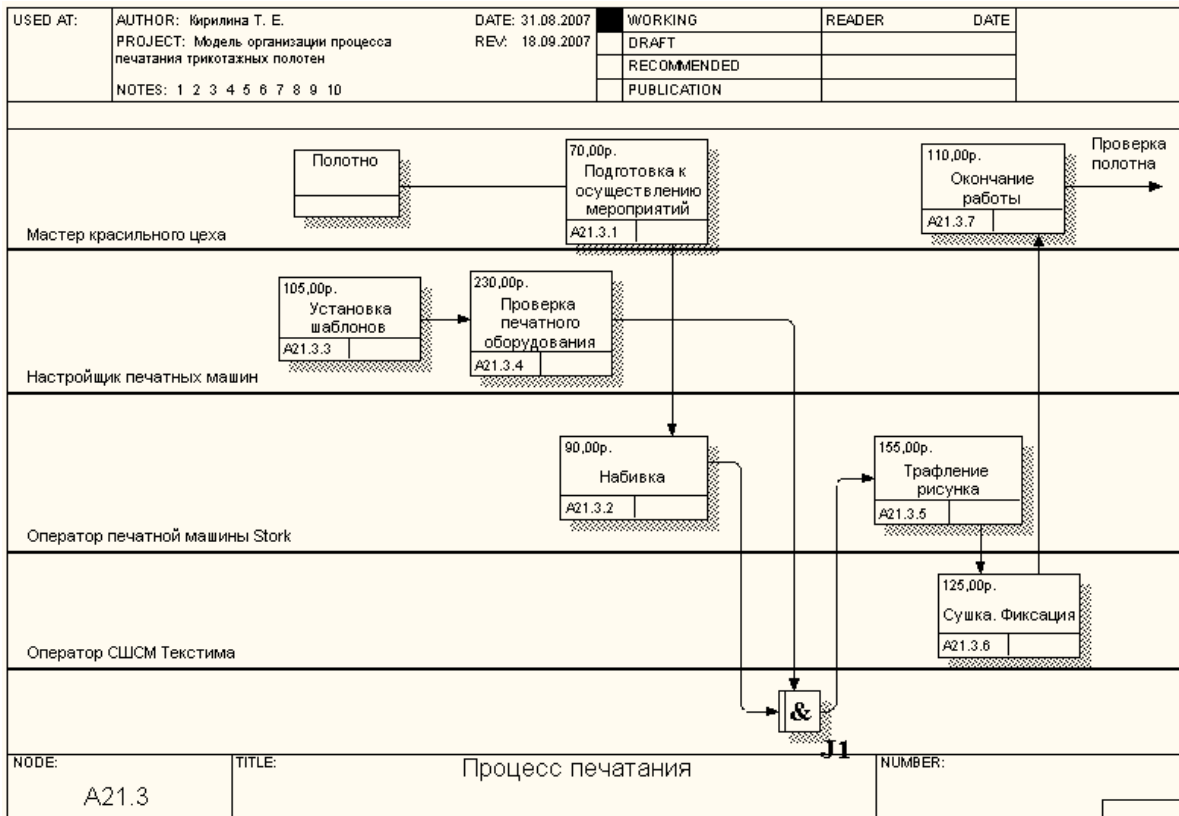 USED AT:
AUTHOR: Кирилина Т. Е.
DATE: 31.08.2007
WORKING
READER
DATE
PROJECT: Модель организации процесса
печатания трикотажных полотен
REV: 18.09.2007
DRAFT
RECOMMENDED
NOTES: 1 2 3 4 5 6 7 8 9 10
PUBLICATION
Полотно
70,00р.
Подготовка к
осуществлению
мероприятий
A21.3.1
110,00р.
Окончание
работы
A21.3.7
Проверка
полотна
Мастер красильного цеха
105,00р.
Установка
шаблонов
A21.3.3
230,00р.
Проверка
печатного
оборудования
A21.3.4
Настройщик печатных машин
90,00р.
Набивка
A21.3.2
155,00р.
Трафление
рисунка
A21.3.5
Оператор печатной машины Stork
125,00р.
Сушка. Фиксация
A21.3.6
Оператор СШСМ Текстима
&
J1
NODE:
A21.3
TITLE:
Процесс печатания
NUMBER: